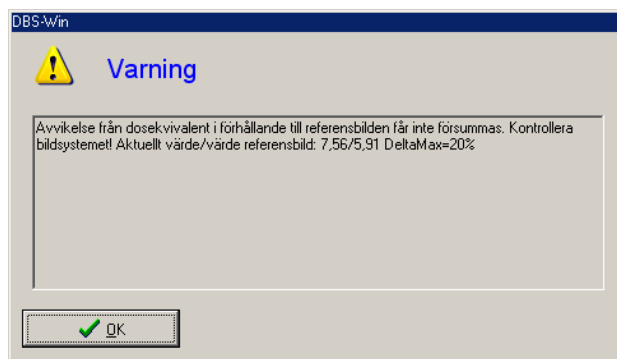 DBS-Win
Varning
Avvikelse från dosekvivalent i förhållande till referensbilden får inte försummas. Kontrollera
bildsystemet! Aktuellt värde/värde referensbild: 7,56/5,91 DeltaMax=20%
OK